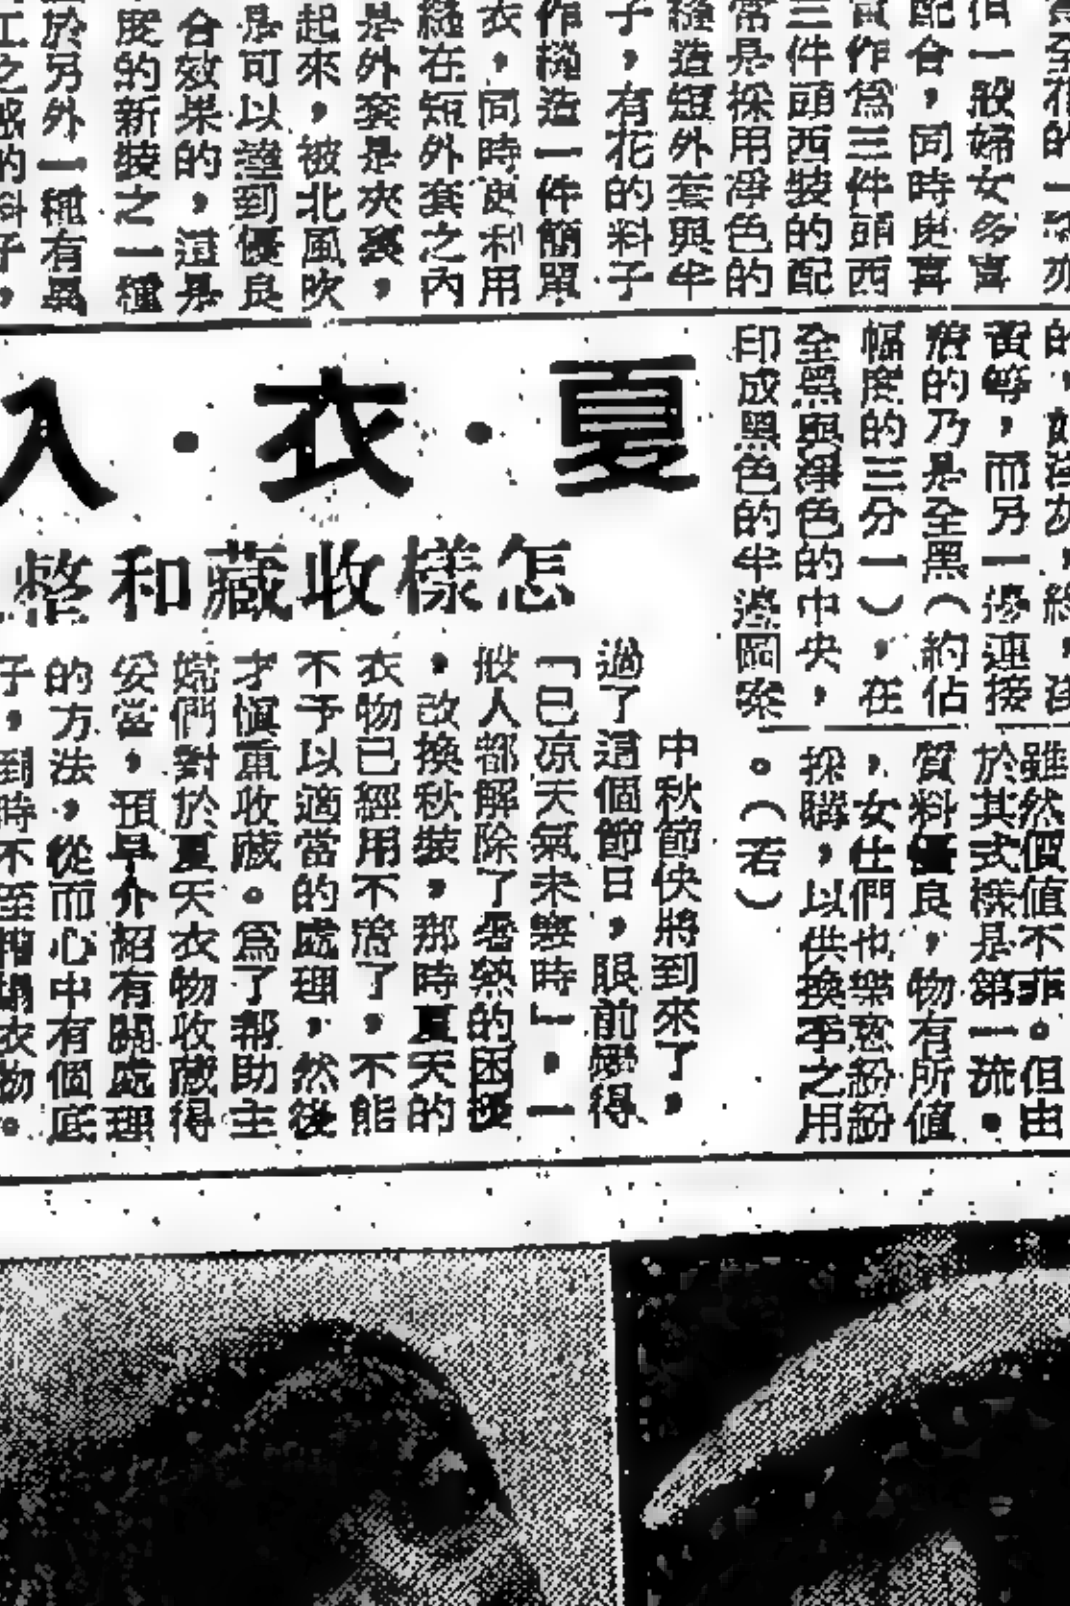 但一般婦女多喜
配合，同時更喜
實作為三件頭西
三件頭西裝的配
常是採用凈色的
縫造短外套與半
子，有花的料子
作縫造一件簡單
衣，同時更利用
縫在短外套之內
是外套是夾裏，
起來，被北風吹
是可以達到優良
合效果的，這是
度的新裝之一種
於另外一種有異
黃等，而另一邊連接
濟的乃是全黑（約佔
幅度的三分一），在
全黑與淨色的中央，
印成黑色的半邊圖案
雖然價值不菲。但由
於其式樣是第一流．
質料優良，物有所值
，女仕們也樂意紛紛
採購，以供換季之用
。（若）
夏・衣・入
怎樣收藏和整
中秋節快將到來了，
過了這個節日，眼前變得
「已凉天氣未寒時」，一
般人都解除了暑熱的困擾
，改換秋裝，那時夏天的
衣物已經用不着了，不能
不予以適當的處理，然後
才愼重收藏。爲了帮助主
婦們對於夏天衣物收藏得
妥當，預早介紹有關處理
的方法，從而心中有個底
子，到時不至糟蹋衣物。